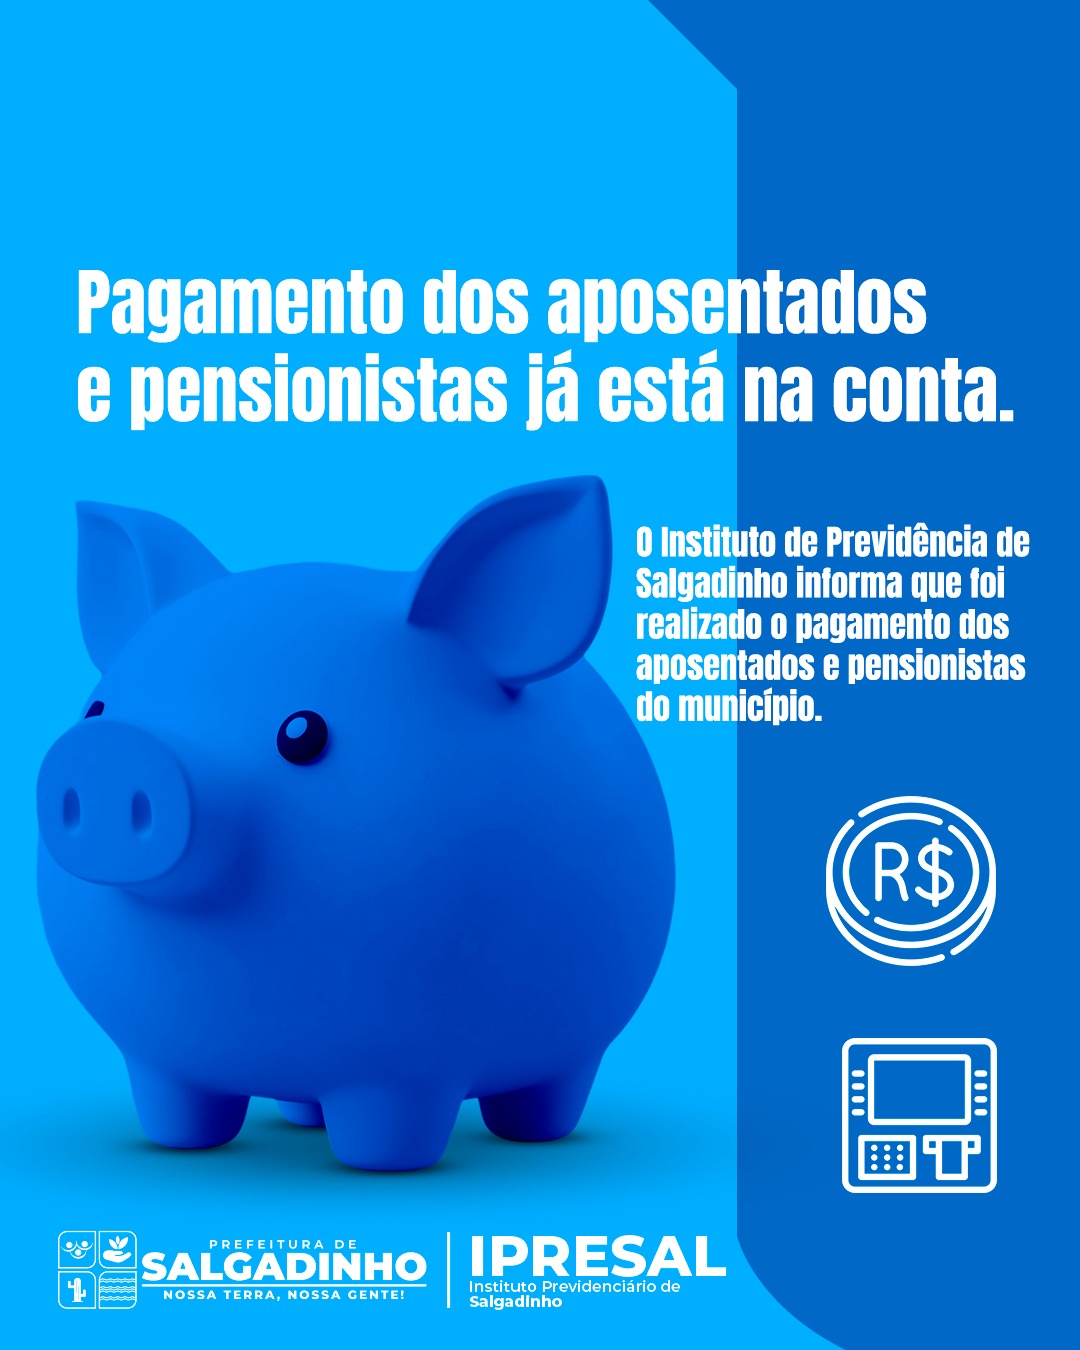 Pagamento dos aposentados
e pensionistas já está na conta.
O Instituto de Previdência de
Salgadinho informa que foi
realizado o pagamento dos
aposentados e pensionistas
do município.
R$
PREFEITURA DE
SALGADINHO
NOSSA TERRA, NOSSA GENTE!
IPRESAL
Instituto Previdenciário de
Salgadinho